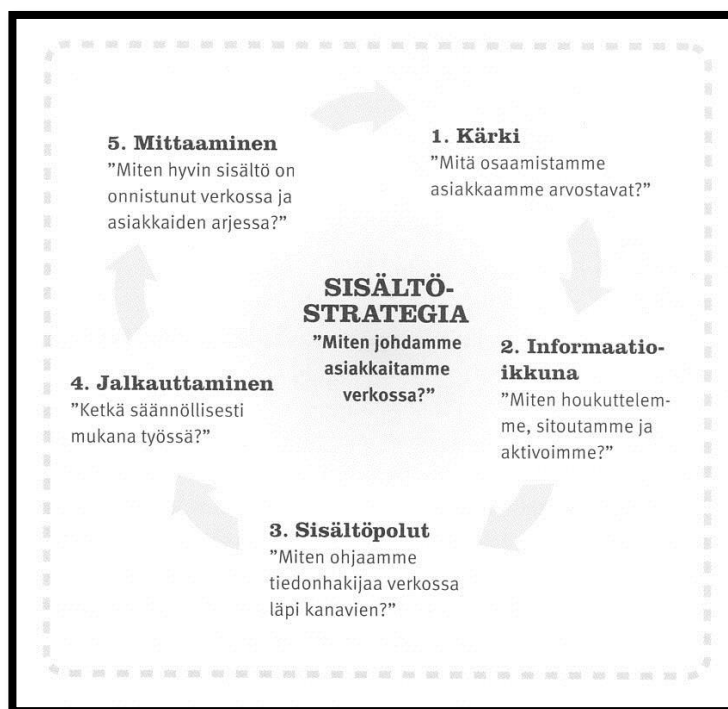 1. Kärki
"Mitä osaamistamme
asiakkaamme arvostavat?"
2. Informaatio-
ikkuna
"Miten houkuttelem-
me, sitoutamme ja
aktivoimme?"
3. Sisältöpolut
"Miten ohjaamme
tiedonhakijaa verkossa
läpi kanavien?"
4. Jalkauttaminen
"Ketkä säännöllisesti
mukana työssä?"
5. Mittaaminen
"Miten hyvin sisältö on
onnistunut verkossa ja
asiakkaiden arjessa?"
SISÄLTÖ-
STRATEGIA
"Miten johdamme
asiakkaitamme
verkossa?"